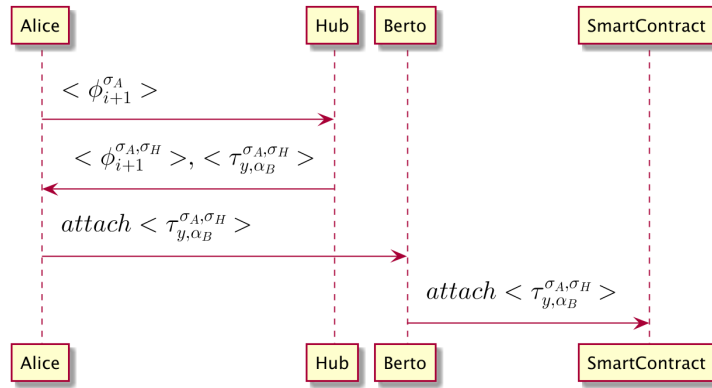 Alice Hub Berto SmartContract
< ϕ_{i+1}^{σ_A} >
< ϕ_{i+1}^{σ_A,σ_H} >, < τ_{y,α_B}^{σ_A,σ_H} >
attach < τ_{y,α_B}^{σ_A,σ_H} >
attach < τ_{y,α_B}^{σ_A,σ_H} >
Alice Hub Berto SmartContract